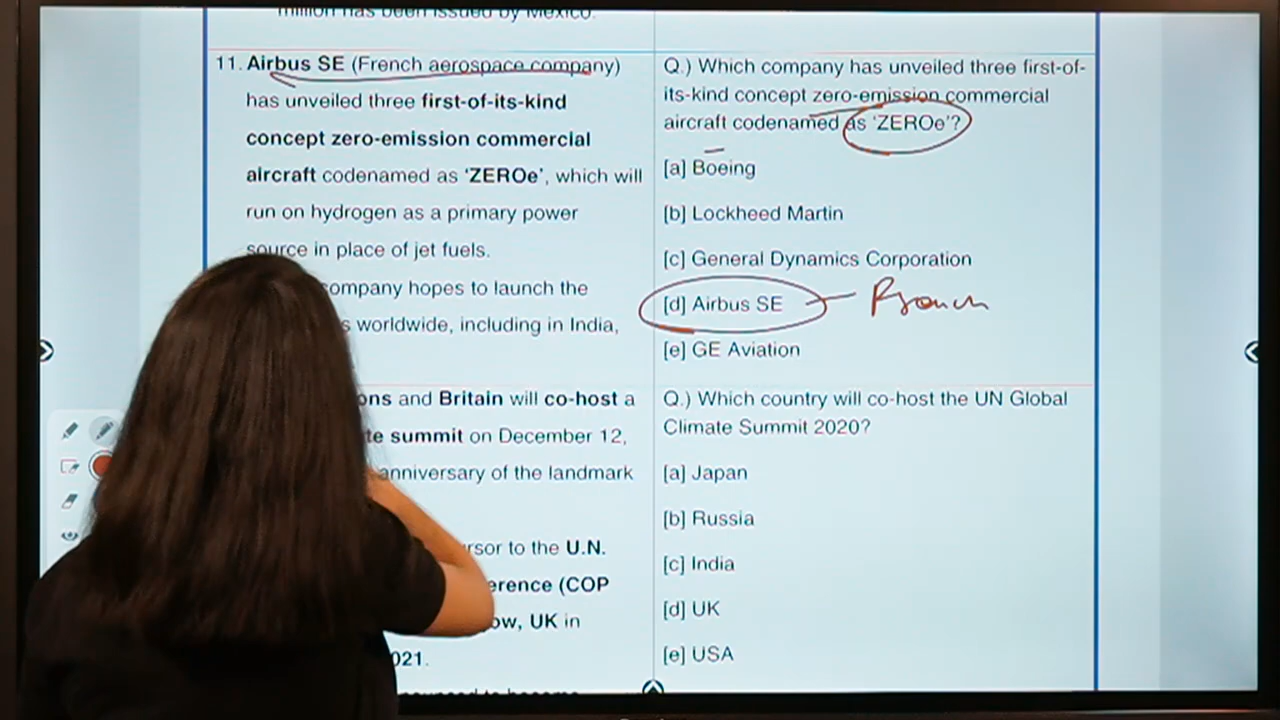 million has been issued by Mexico.
11. Airbus SE (French aerospace company)
has unveiled three first-of-its-kind
concept zero-emission commercial
aircraft codenamed as ‘ZEROe’, which will
run on hydrogen as a primary power
source in place of jet fuels.
ompany hopes to launch the
s worldwide, including in India,
ons and Britain will co-host a
te summit on December 12,
anniversary of the landmark
rsor to the U.N.
erence (COP
ow, UK in
021.
Q.) Which company has unveiled three first-of-
its-kind concept zero-emission commercial
aircraft codenamed as ‘ZEROe’?
[a] Boeing
[b] Lockheed Martin
[c] General Dynamics Corporation
[d] Airbus SE
[e] GE Aviation
Q.) Which country will co-host the UN Global
Climate Summit 2020?
[a] Japan
[b] Russia
[c] India
[d] UK
[e] USA